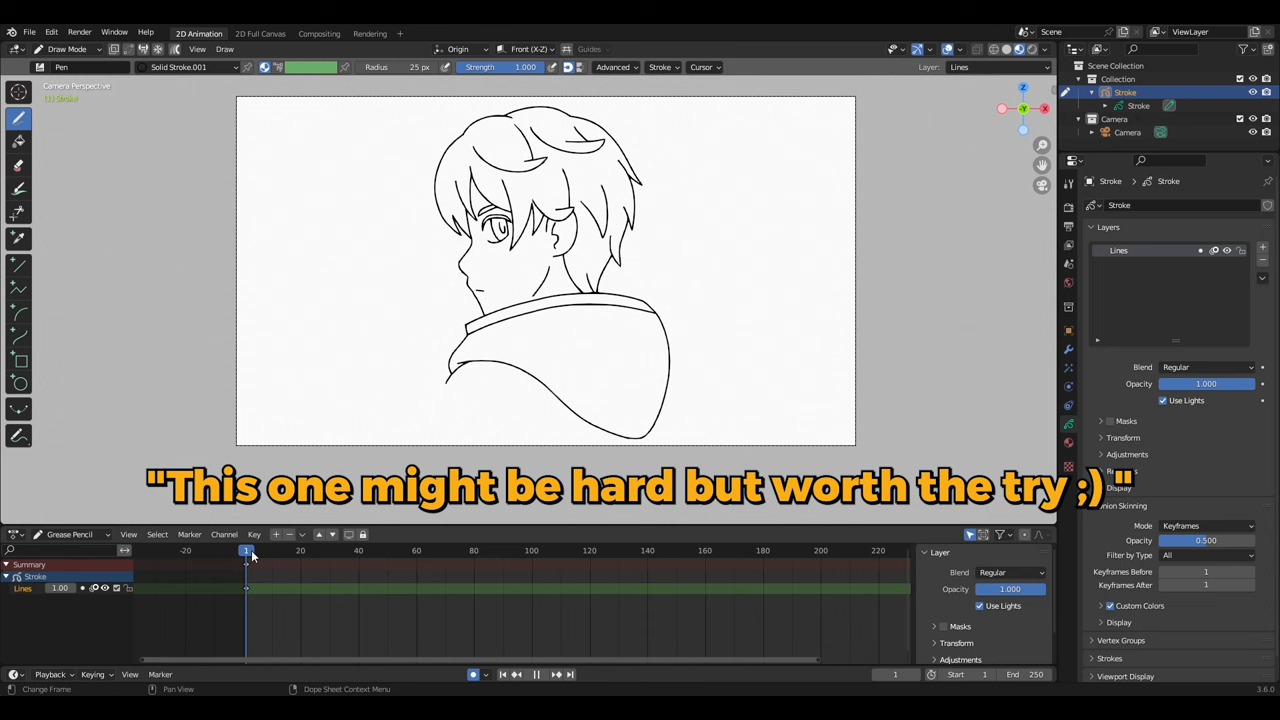 File Edit Render Window Help 2D Animation 2D Full Canvas Compositing Rendering + Scene ViewLayer
Draw Mode View Draw Origin Front (X-Z) Guides
Pen Solid Stroke.001 Radius 25 px Strength 1.000 Advanced Stroke Cursor Layer: Lines
Camera Perspective
(1) Stroke
Z
-Y
X
Scene Collection
Collection
Stroke
Stroke
Camera
Camera
Stroke Stroke
Stroke
Layers
Lines
Blend Regular
Opacity 1.000
Use Lights
Masks
Transform
Display
"This one might be hard but worth the try ;) "
Onion Skinning
Mode Keyframes
Opacity 0.500
Filter by Type All
Keyframes Before 1
Keyframes After 1
Custom Colors
Display
Vertex Groups
Strokes
Viewport Display
Grease Pencil View Select Marker Channel Key
-20 1 20 40 60 80 100 120 140 160 180 200 220
Summary
Stroke
Lines 1.00
Layer
Blend Regular
Opacity 1.000
Use Lights
Masks
Transform
Adjustments
Playback Keying View Marker 1 Start 1 End 250
Change Frame Pan View Dope Sheet Context Menu 3.6.0